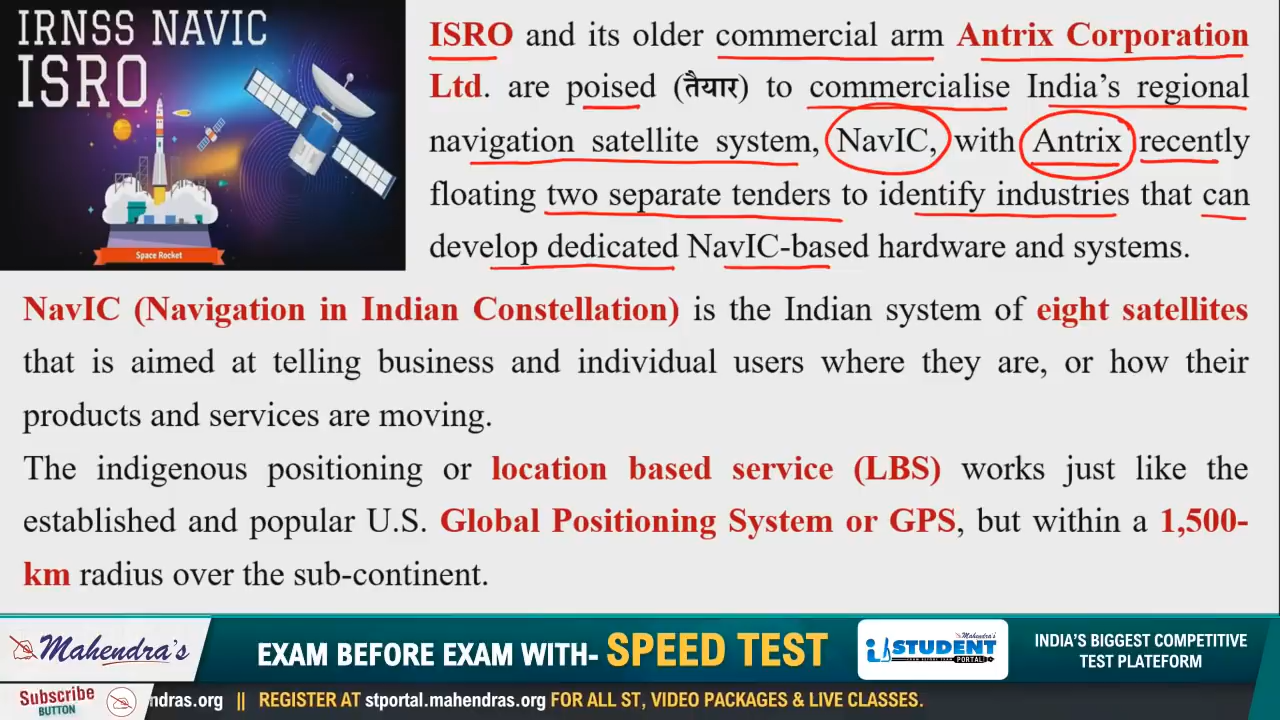 IRNSS NAVIC
ISRO
Space Rocket
ISRO and its older commercial arm Antrix Corporation
Ltd. are poised (तैयार) to commercialise India's regional
navigation satellite system, NavIC, with Antrix recently
floating two separate tenders to identify industries that can
develop dedicated NavIC-based hardware and systems.
NavIC (Navigation in Indian Constellation) is the Indian system of eight satellites
that is aimed at telling business and individual users where they are, or how their
products and services are moving.
The indigenous positioning or location based service (LBS) works just like the
established and popular U.S. Global Positioning System or GPS, but within a 1,500-
km radius over the sub-continent.
Mahendra's
EXAM BEFORE EXAM WITH- SPEED TEST
Mahendra's
STUDENT
PORTAL
INDIA'S BIGGEST COMPETITIVE
TEST PLATEFORM
Subscribe
BUTTON
ndras.org || REGISTER AT stportal.mahendras.org FOR ALL ST, VIDEO PACKAGES & LIVE CLASSES.